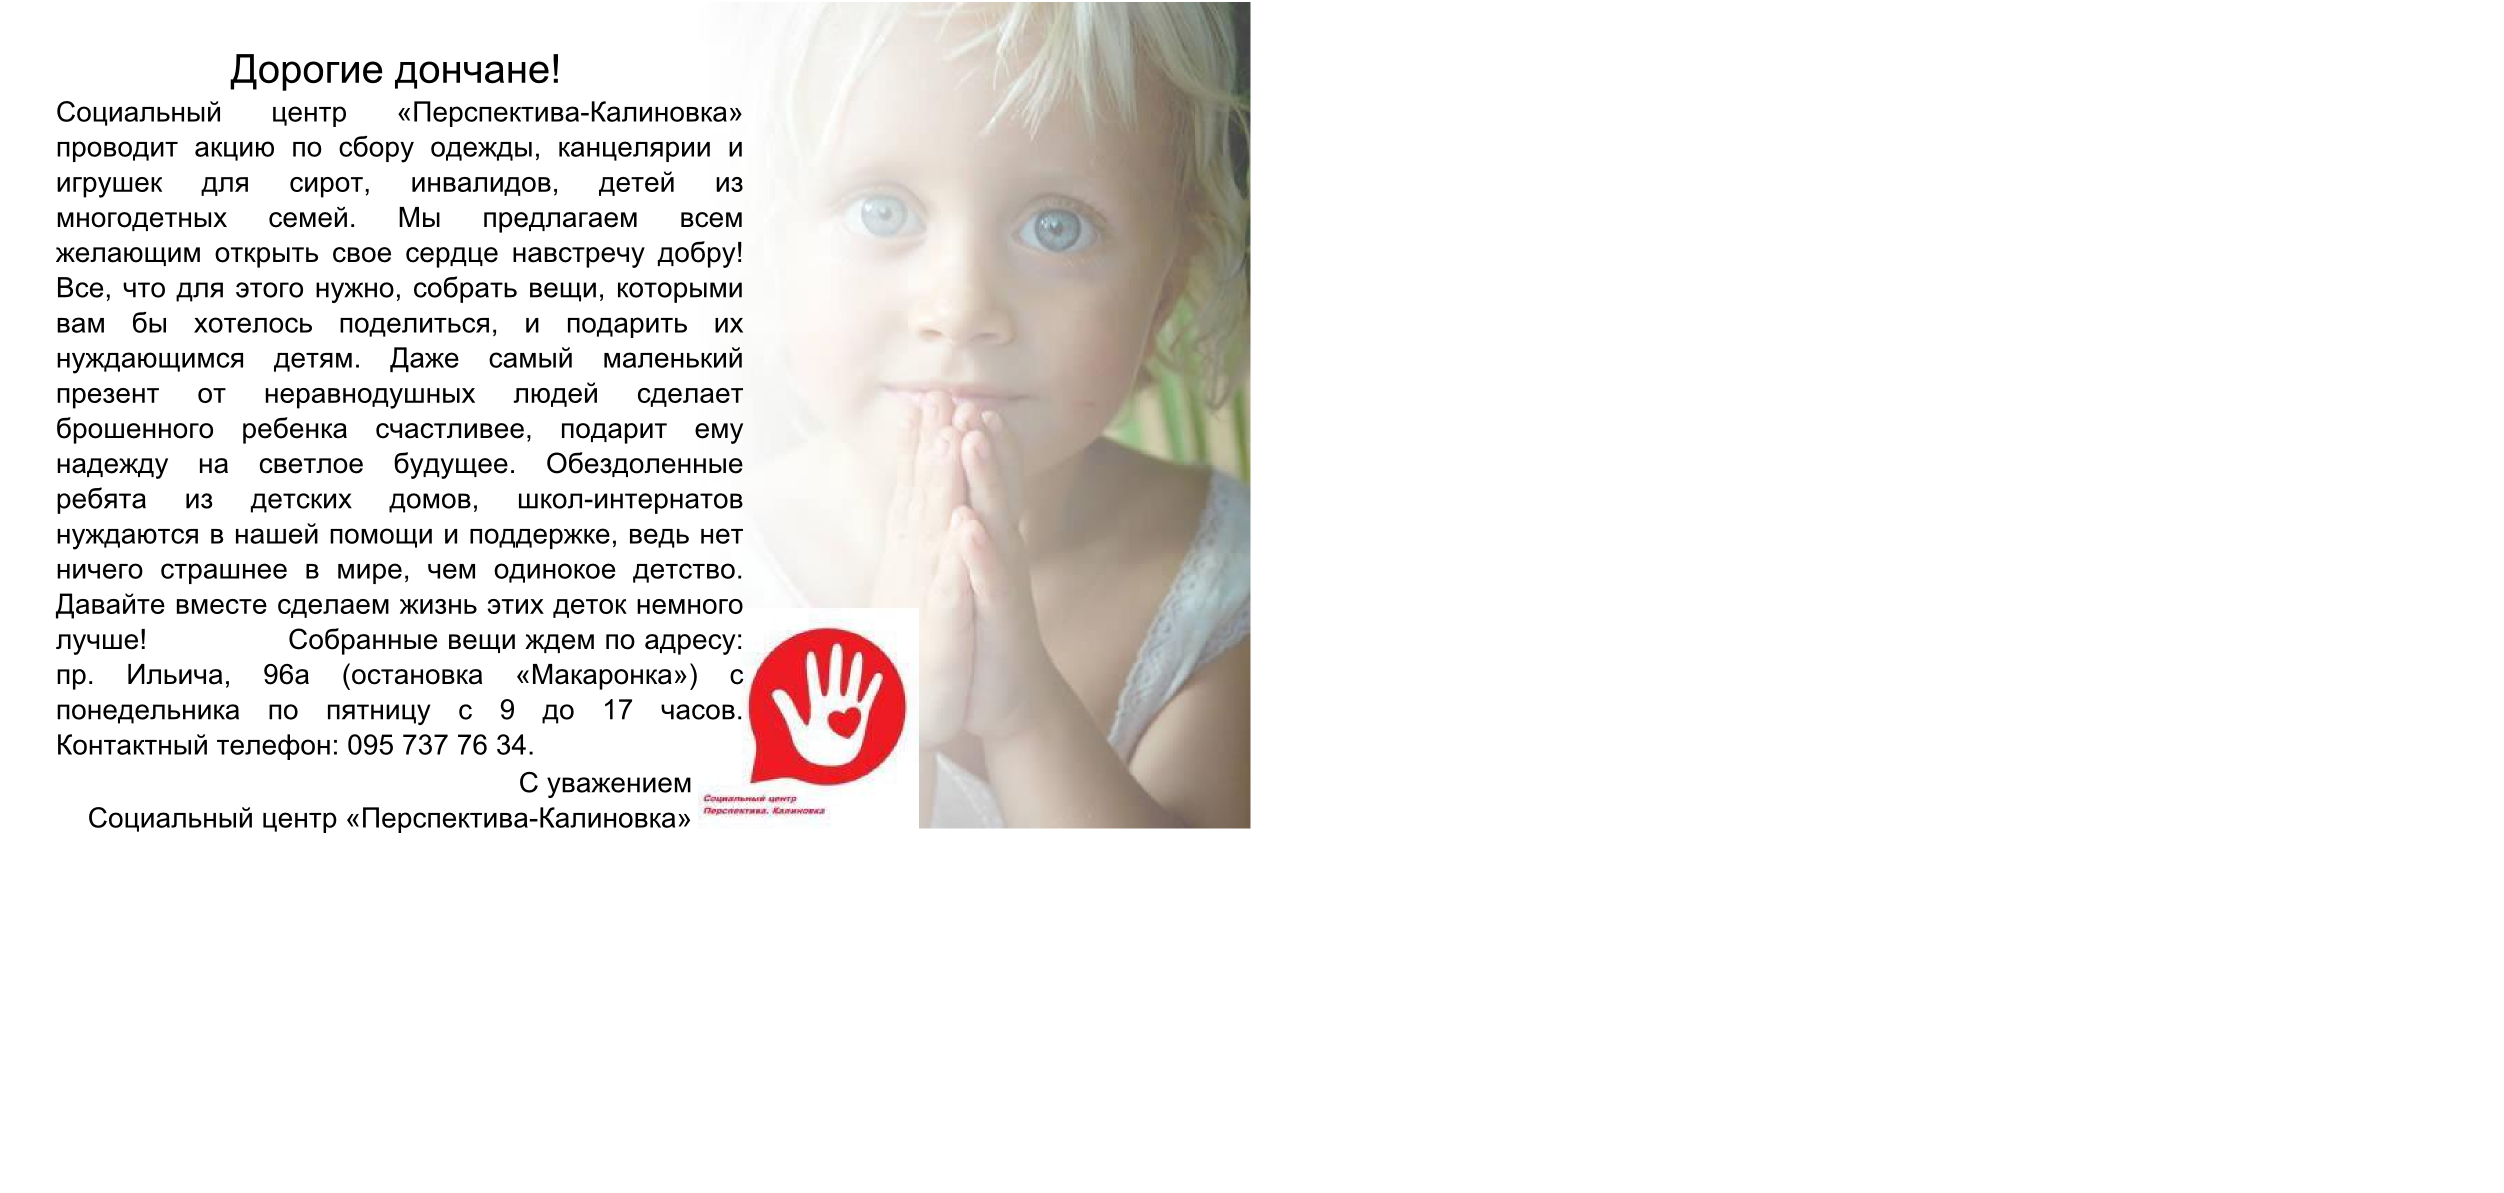 Дорогие дончане!
Социальный центр «Перспектива-Калиновка»
проводит акцию по сбору одежды, канцелярии и
игрушек для сирот, инвалидов, детей из
многодетных семей. Мы предлагаем всем
желающим открыть свое сердце навстречу добру!
Все, что для этого нужно, собрать вещи, которыми
вам бы хотелось поделиться, и подарить их
нуждающимся детям. Даже самый маленький
презент от неравнодушных людей сделает
брошенного ребенка счастливее, подарит ему
надежду на светлое будущее. Обездоленные
ребята из детских домов, школ-интернатов
нуждаются в нашей помощи и поддержке, ведь нет
ничего страшнее в мире, чем одинокое детство.
Давайте вместе сделаем жизнь этих деток немного
лучше! Собранные вещи ждем по адресу:
пр. Ильича, 96а (остановка «Макаронка») с
понедельника по пятницу с 9 до 17 часов.
Контактный телефон: 095 737 76 34.
С уважением
Социальный центр «Перспектива-Калиновка»
Социальный центр
Перспектива. Калиновка